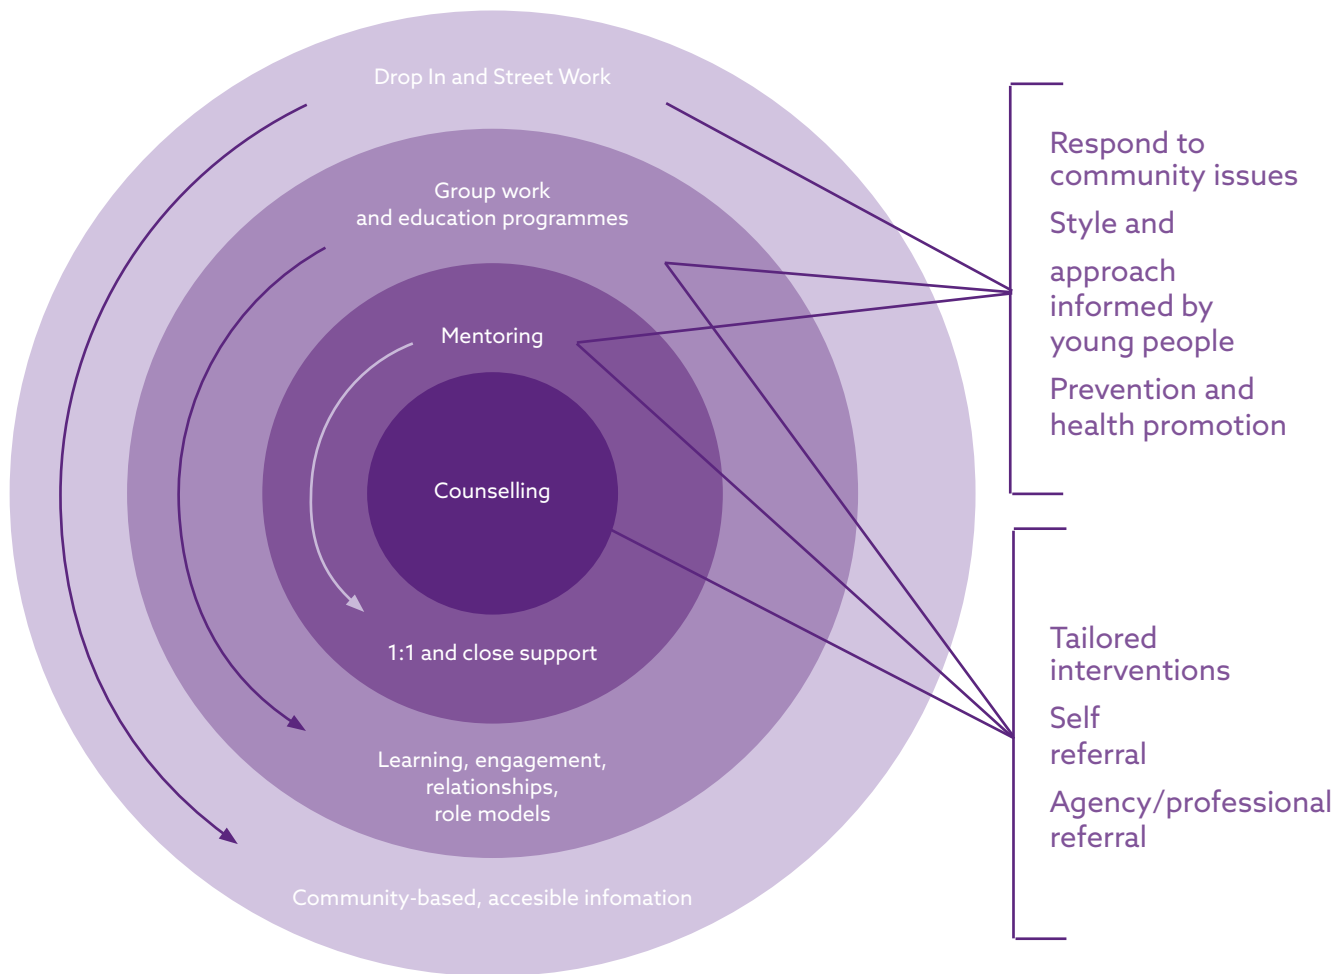 Drop In and Street Work
Group work
and education programmes
Mentoring
Counselling
1:1 and close support
Learning, engagement,
relationships,
role models
Community-based, accesible infomation
Respond to
community issues
Style and
approach
informed by
young people
Prevention and
health promotion
Tailored
interventions
Self
referral
Agency/professional
referral